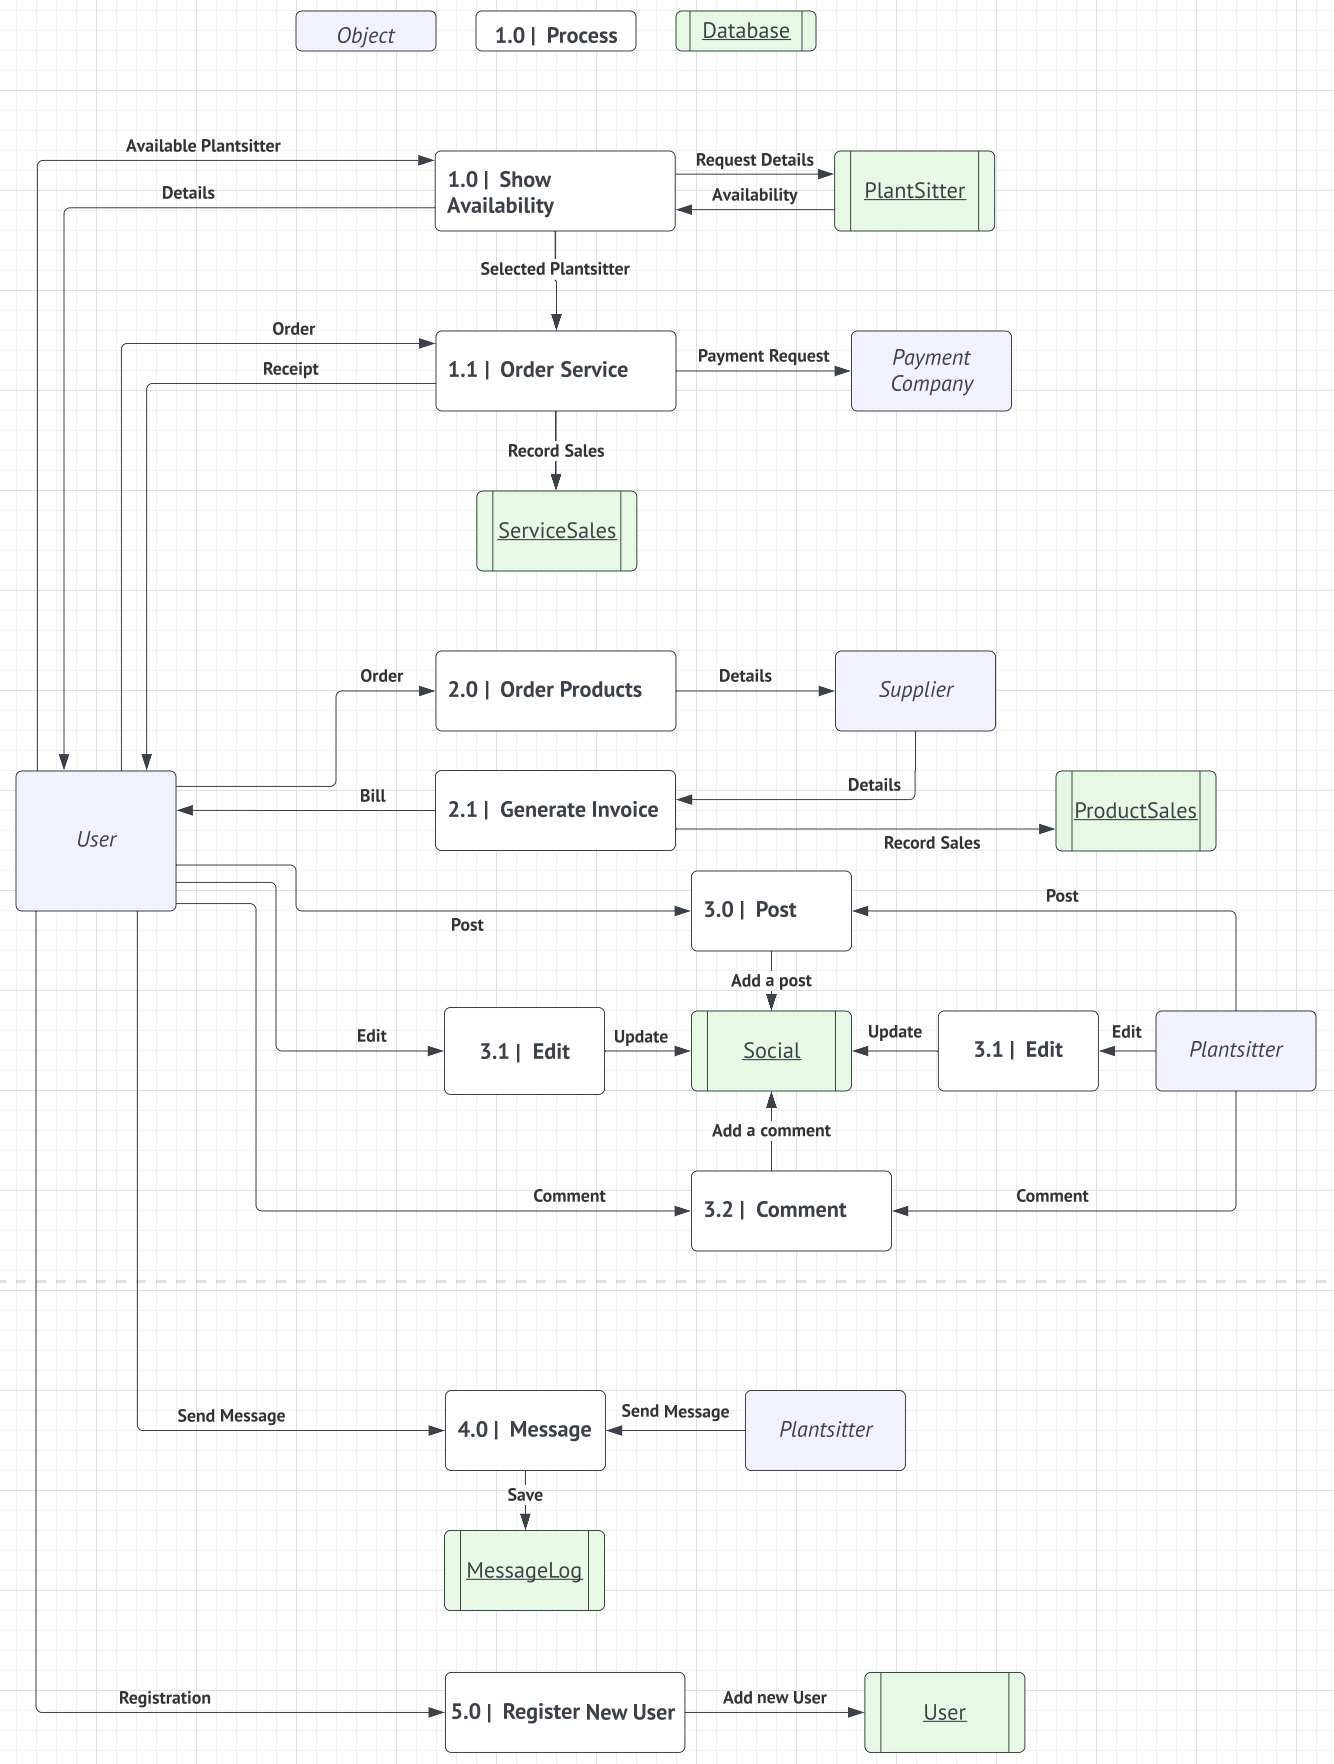 Object
1.0 | Process
Database
Available Plantsitter
Details
1.0 | Show
Availability
Request Details
Availability
PlantSitter
Selected Plantsitter
Order
Receipt
1.1 | Order Service
Payment Request
Payment
Company
Record Sales
ServiceSales
Order
2.0 | Order Products
Details
Supplier
User
Bill
2.1 | Generate Invoice
Details
Record Sales
ProductSales
Post
3.0 | Post
Post
Add a post
Edit
3.1 | Edit
Update
Social
Update
3.1 | Edit
Edit
Plantsitter
Add a comment
Comment
3.2 | Comment
Comment
Send Message
4.0 | Message
Send Message
Plantsitter
Save
MessageLog
Registration
5.0 | Register New User
Add new User
User